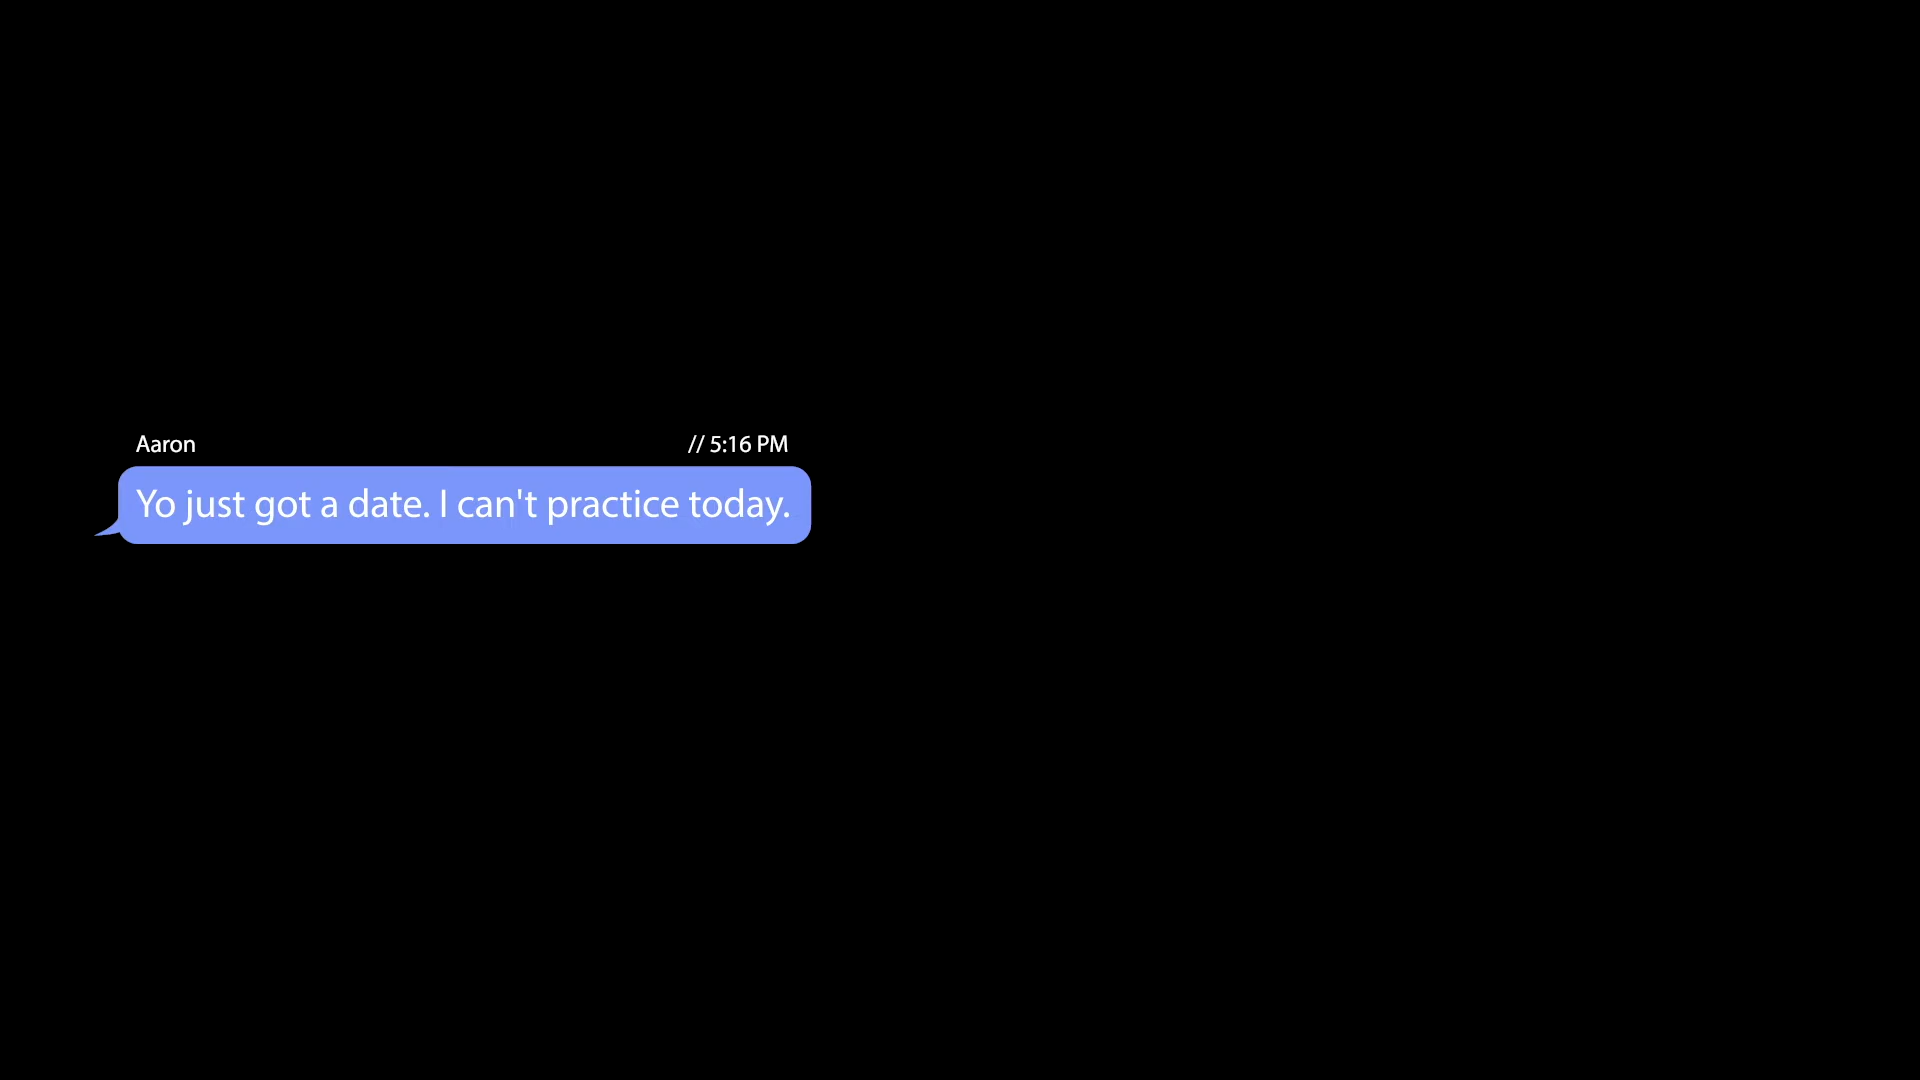 Aaron // 5:16 PM
Yo just got a date. I can't practice today.